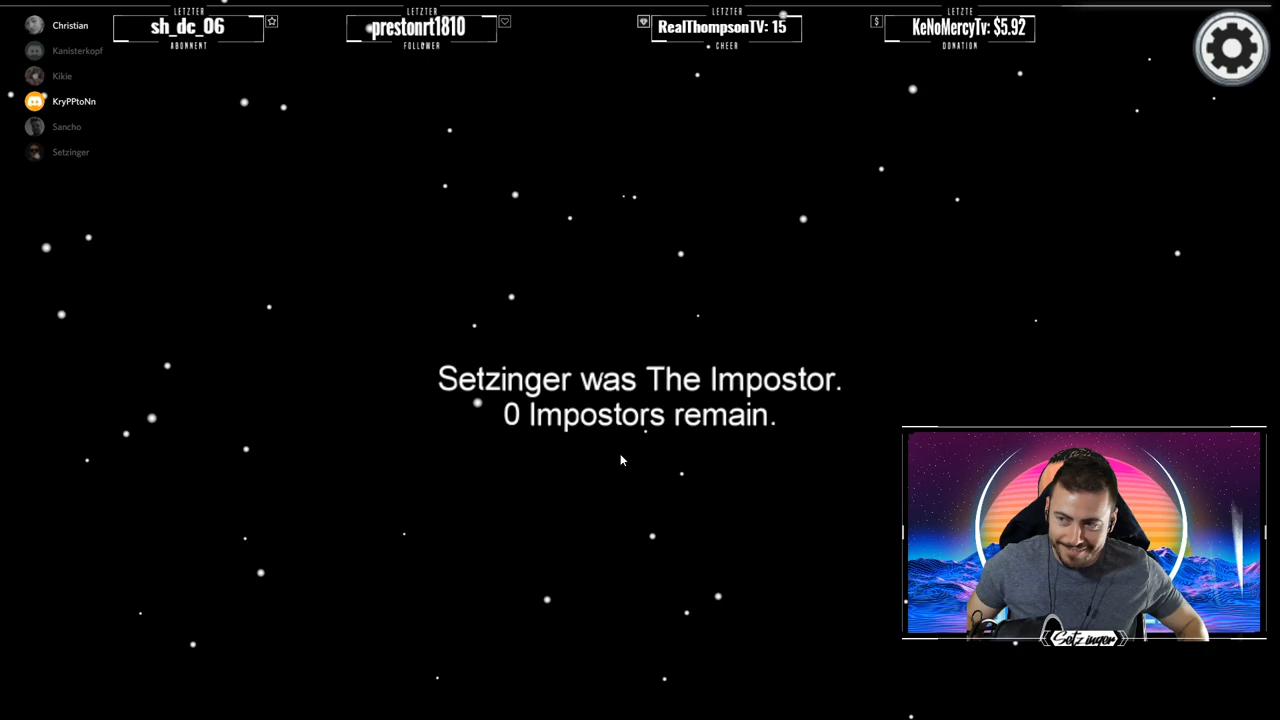 LETZTER
sh_dc_06
ABONNENT
LETZTER
prestonrt1810
FOLLOWER
LETZTER
RealThompsonTV: 15
CHEER
LETZTE
KeNoMercyTv: $5.92
DONATION
Christian
Kanisterkopf
Kikie
KryPPtoNn
Sancho
Setzinger
Setzinger was The Impostor.
0 Impostors remain.
Setzinger